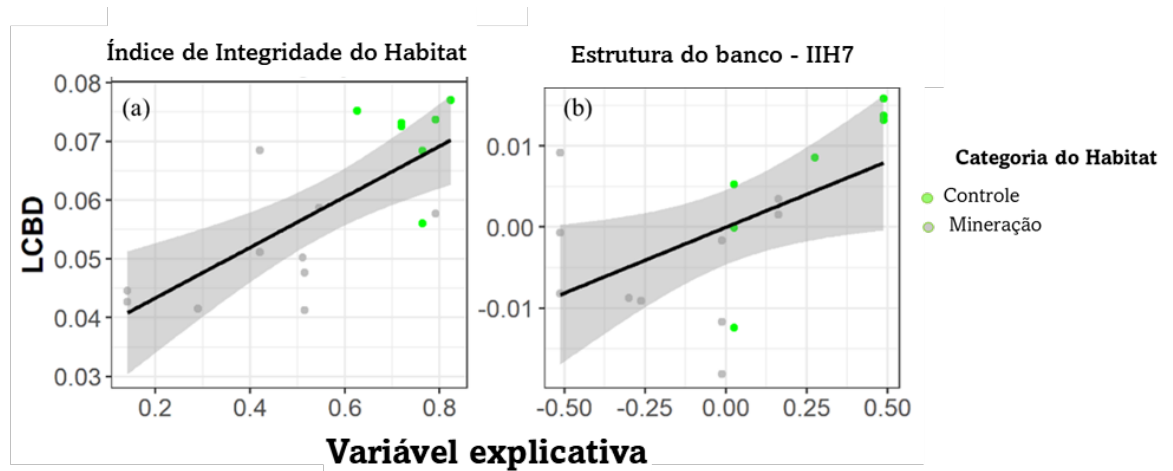 Índice de Integridade do Habitat
Estrutura do banco - IIH7
(a)
(b)
0.08
0.07
0.06
0.05
0.04
0.03
LCBD
0.2
0.4
0.6
0.8
0.01
0.00
-0.01
-0.50
-0.25
0.00
0.25
0.50
Categoria do Habitat
Controle
Mineração
Variável explicativa